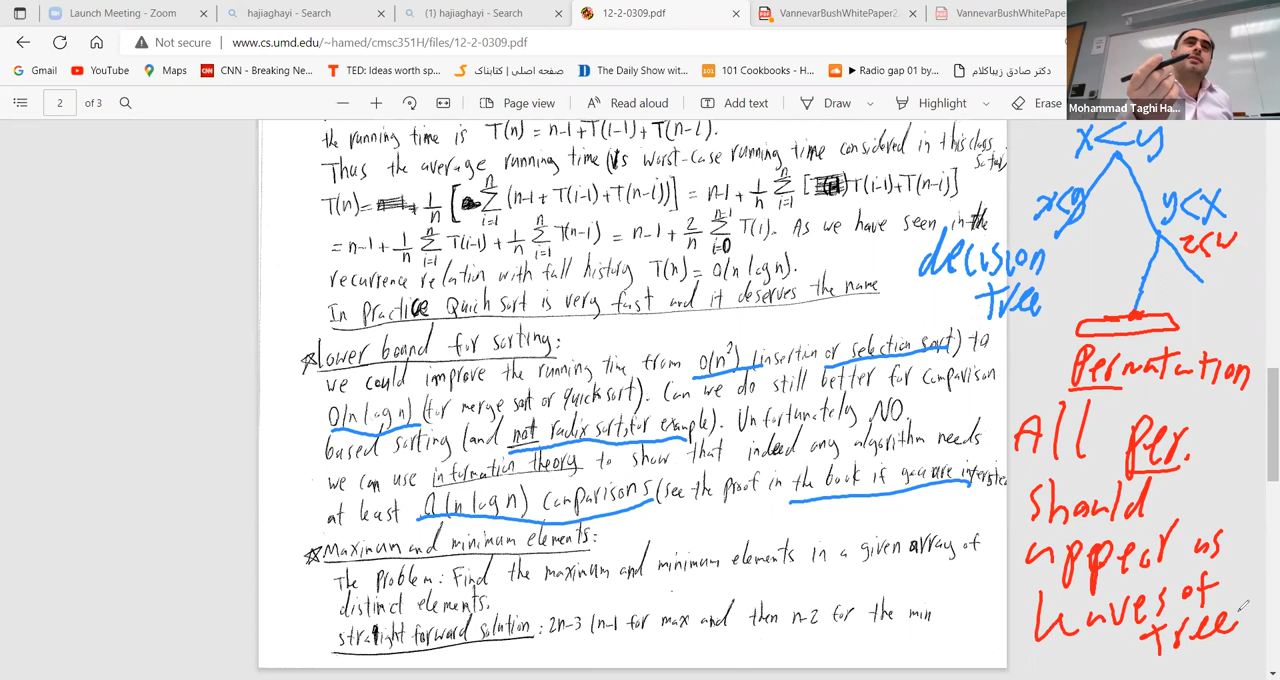 Launch Meeting - Zoom
hajiaghayi - Search
(1) hajiaghayi - Search
12-2-0309.pdf
VannevarBushWhitePaper2
VannevarBushWhitePape
Not secure
www.cs.umd.edu/~hamed/cmsc351H/files/12-2-0309.pdf
Gmail
YouTube
Maps
CNN - Breaking Ne...
TED: Ideas worth sp...
صفحه اصلی | کتابناک
The Daily Show wit...
101 Cookbooks - H...
▶ Radio gap 01 by...
دکتر صادق زیباکلام
2 of 3
Page view
Read aloud
Add text
Draw
Highlight
Erase
Mohammad Taghi Ha...
the running time is T(n) = n-1+T(i-1)+T(n-i).
Thus the average running time (vs worst-case running time considered in this class so far)
T(n) = 1/n [ Σ i=1 n (n-1+T(i-1)+T(n-i)) ] = n-1 + 1/n Σ i=1 n [ T(i-1)+T(n-i) ]
= n-1 + 1/n Σ i=1 n T(i-1) + 1/n Σ i=1 n T(n-i) = n-1 + 2/n Σ i=0 n-1 T(i). As we have seen in the
recurrence relation with full history T(n) = O(n log n).
In practice Quick sort is very fast and it deserves the name
Lower bound for sorting:
we could improve the running time from O(n²) (insertin or selection sort) to
O(n log n) (for merge sort or quick sort). Can we do still better for comparison
based sorting (and not radix sort, for example). Unfortunately NO.
we can use information theory to show that indeed any algorithm needs
at least Ω(n log n) comparisons (see the proof in the book if you are interested
Maximum and minimum elements:
The problem: Find the maximum and minimum elements in a given array of
distinct elements.
straightforward solution: 2n-3 (n-1 for max and then n-2 for the min
x<y
x<y
y<x
z<w
decision
tree
Permutation
All Per.
should
appear as
leaves of
tree